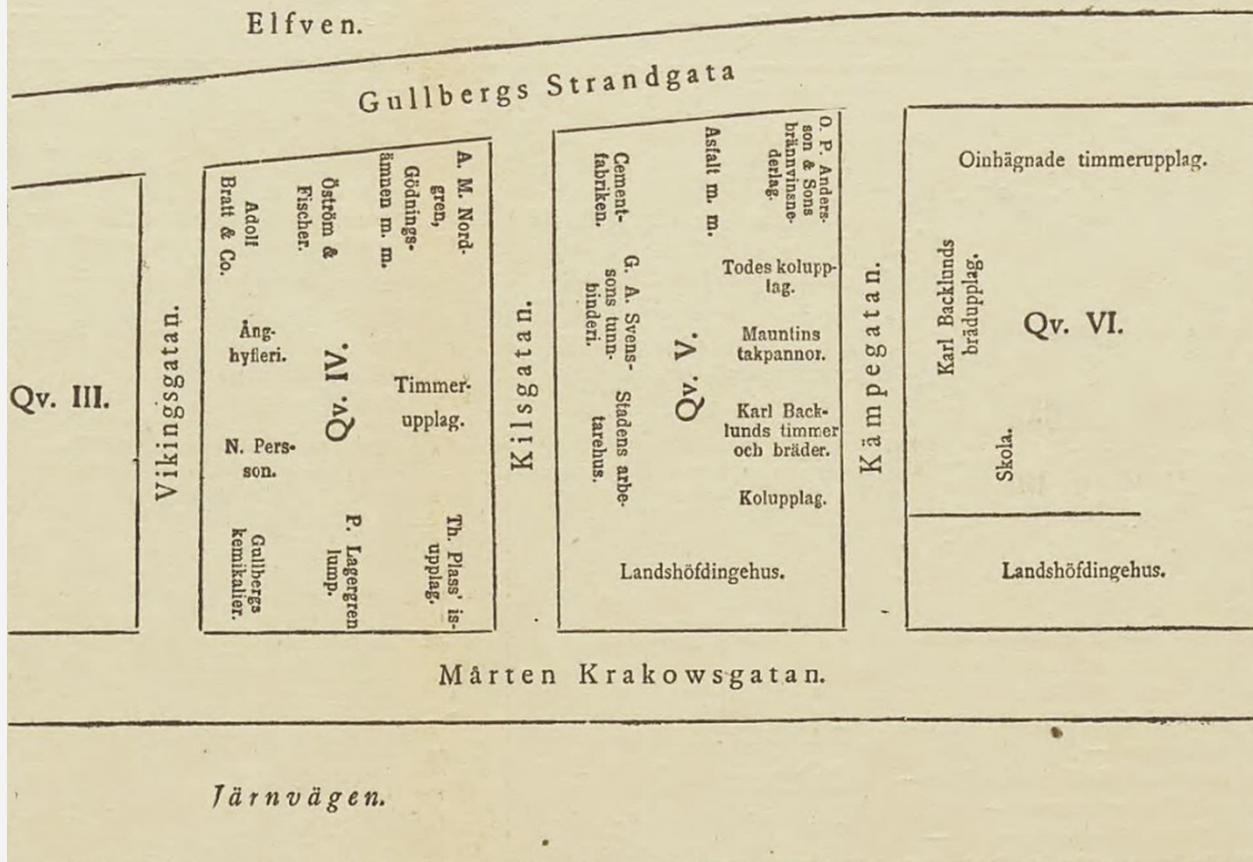 Elfven.
Gullbergs Strandgata
Qv. III.
Vikingsgatan.
Adolf
Bratt & Co.
Öström &
Fischer.
A. M. Nord-
gren,
Gödnings-
ämnen m. m.
Ång-
hyfleri.
Qv. IV.
Timmer-
upplag.
N. Pers-
son.
Gullbergs
kemikalier.
P. Lagergren
lump.
Th. Plass' is-
upplag.
Kilsgatan.
Cement-
fabriken.
Asfalt m. m.
O. P. Anders-
son & Sons
brännvinsne-
derlag.
G. A. Svens-
sons tunn-
binderi.
Todes kolupp-
lag.
Mauntins
takpannor.
Qv. V.
Stadens arbe-
tarehus.
Karl Back-
lunds timmer
och bräder.
Kolupplag.
Landshöfdingehus.
Kämpegatan.
Oinhägnade timmerupplag.
Karl Backlunds
brädupplag.
Qv. VI.
Skola.
Landshöfdingehus.
Mårten Krakowsgatan.
Järnvägen.